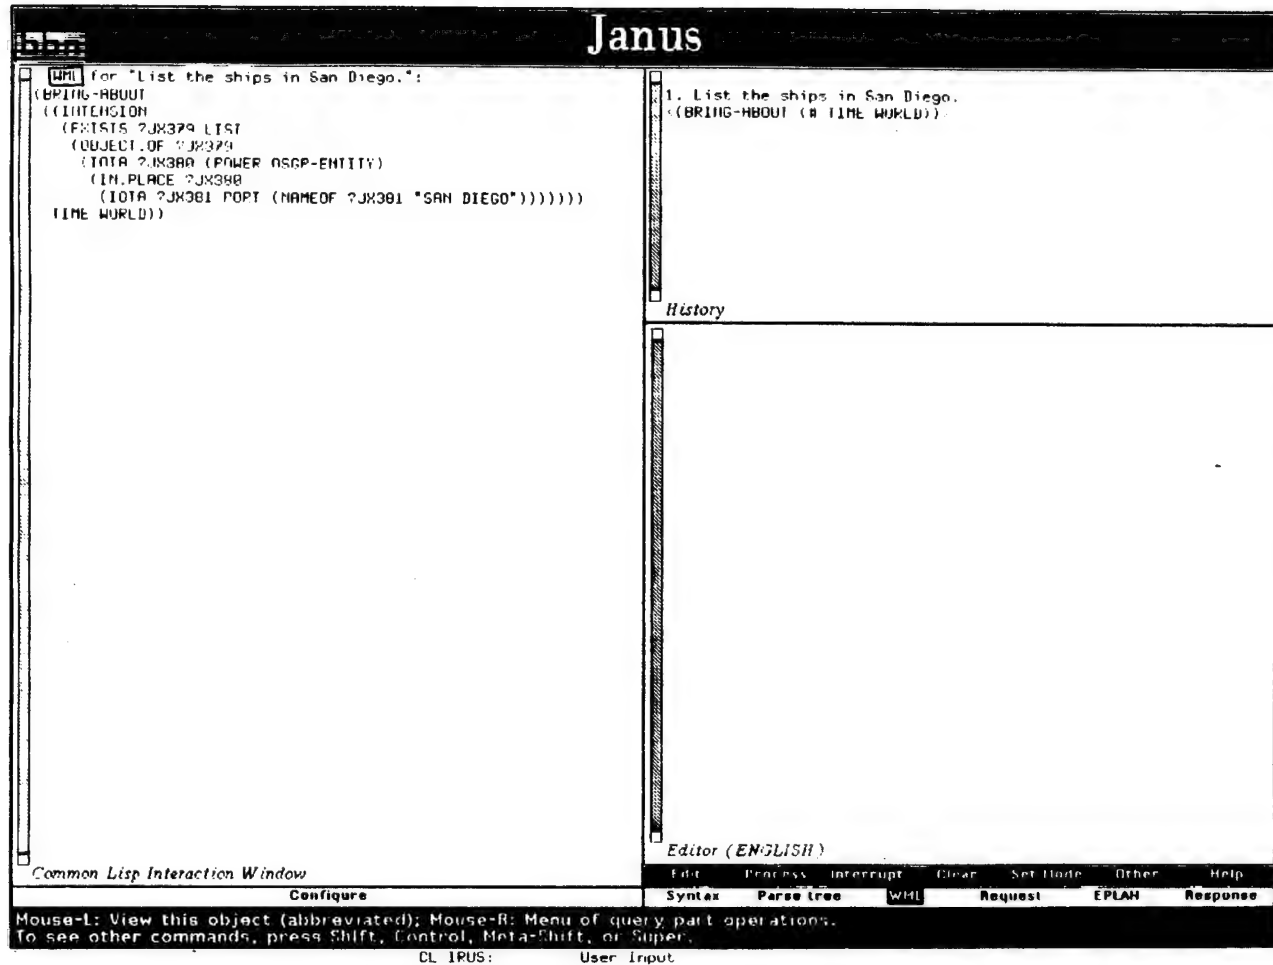 Janus
bbn
WML for "List the ships in San Diego.":
(BRING-ABOUT
((INTENSION
(EXISTS ?JX379 LIST
(OBJECT.OF ?JX379
(IOTA ?JX380 (POWER OSGP-ENTITY)
(IN.PLACE ?JX380
(IOTA ?JX381 PORT (NAMEOF ?JX381 "SAN DIEGO")))))))
TIME WORLD))
Common Lisp Interaction Window
Configure
1. List the ships in San Diego.
((BRING-ABOUT (# TIME WORLD))
History
Editor (ENGLISH)
Edit Process Interrupt Clear Set Mode Other Help
Syntax Parse tree WML Request EPLAN Response
Mouse-L: View this object (abbreviated); Mouse-R: Menu of query part operations.
To see other commands, press Shift, Control, Meta-Shift, or Super.
CL IRUS: User Input